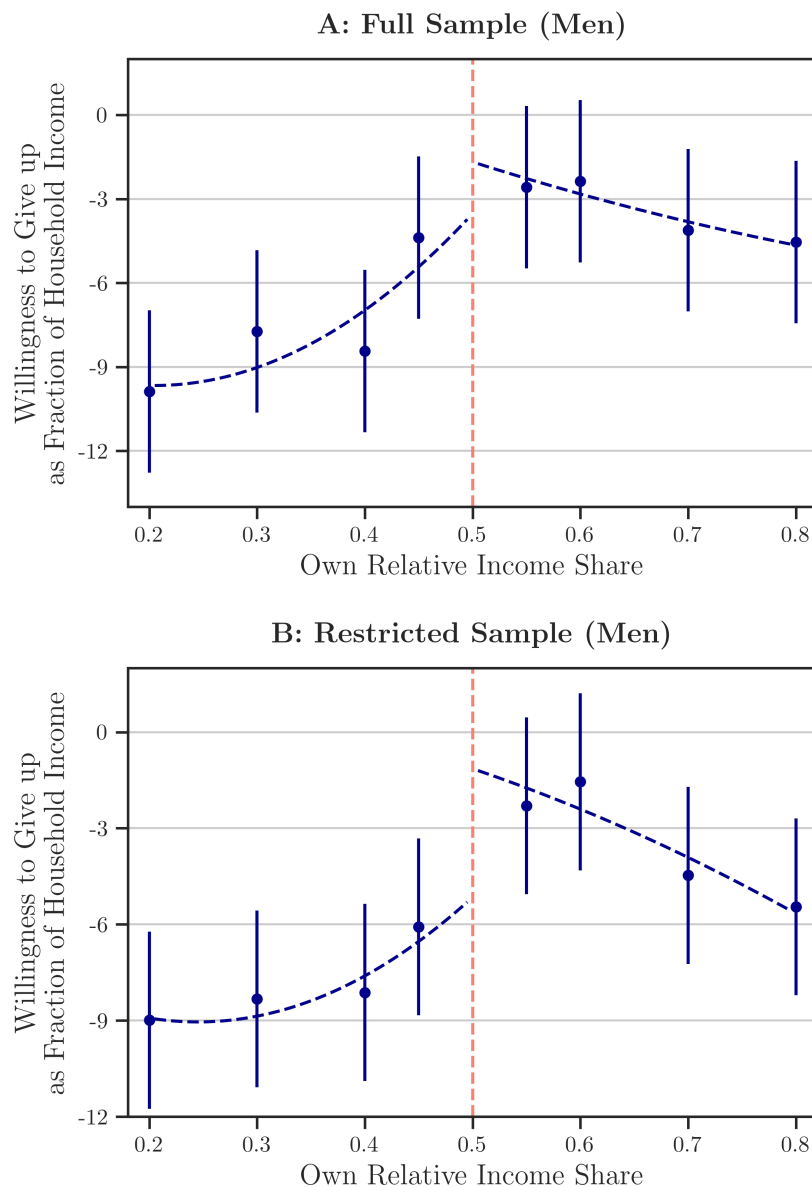 A: Full Sample (Men)
Willingness to Give up
as Fraction of Household Income
0
-3
-6
-9
-12
0.2 0.3 0.4 0.5 0.6 0.7 0.8
Own Relative Income Share
B: Restricted Sample (Men)
Willingness to Give up
as Fraction of Household Income
0
-3
-6
-9
-12
0.2 0.3 0.4 0.5 0.6 0.7 0.8
Own Relative Income Share